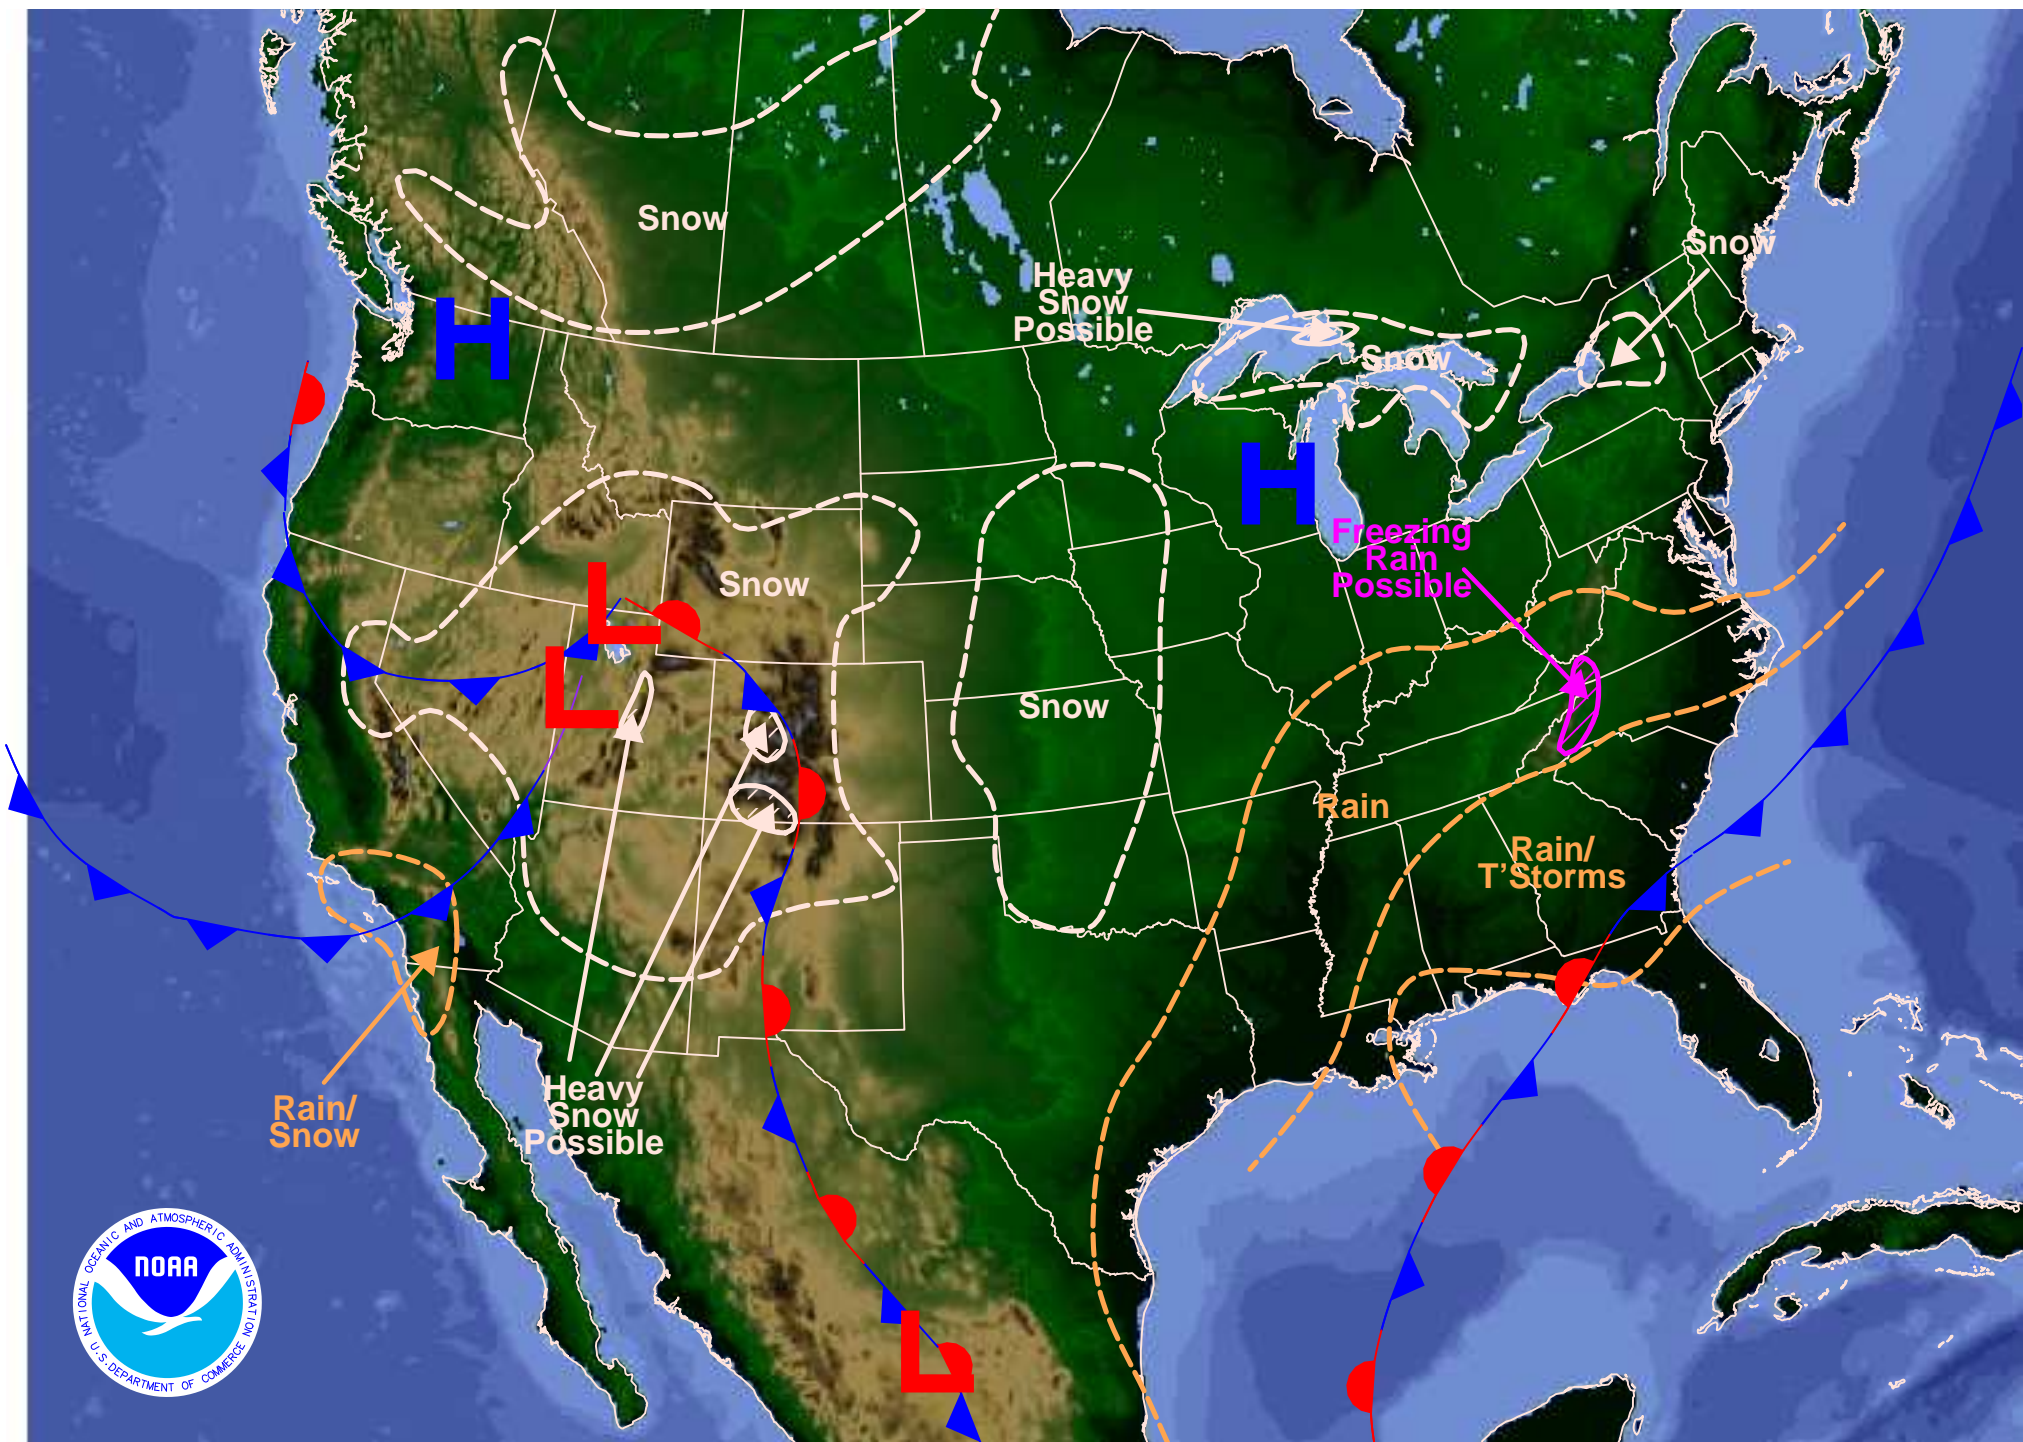 Snow
Snow
Heavy
Snow
Possible
Snow
H
H
Freezing
Rain
Possible
L
Snow
L
Snow
Rain
Rain/
T'Storms
Heavy
Snow
Possible
Rain/
Snow
L
NATIONAL OCEANIC AND ATMOSPHERIC ADMINISTRATION
NOAA
U.S. DEPARTMENT OF COMMERCE